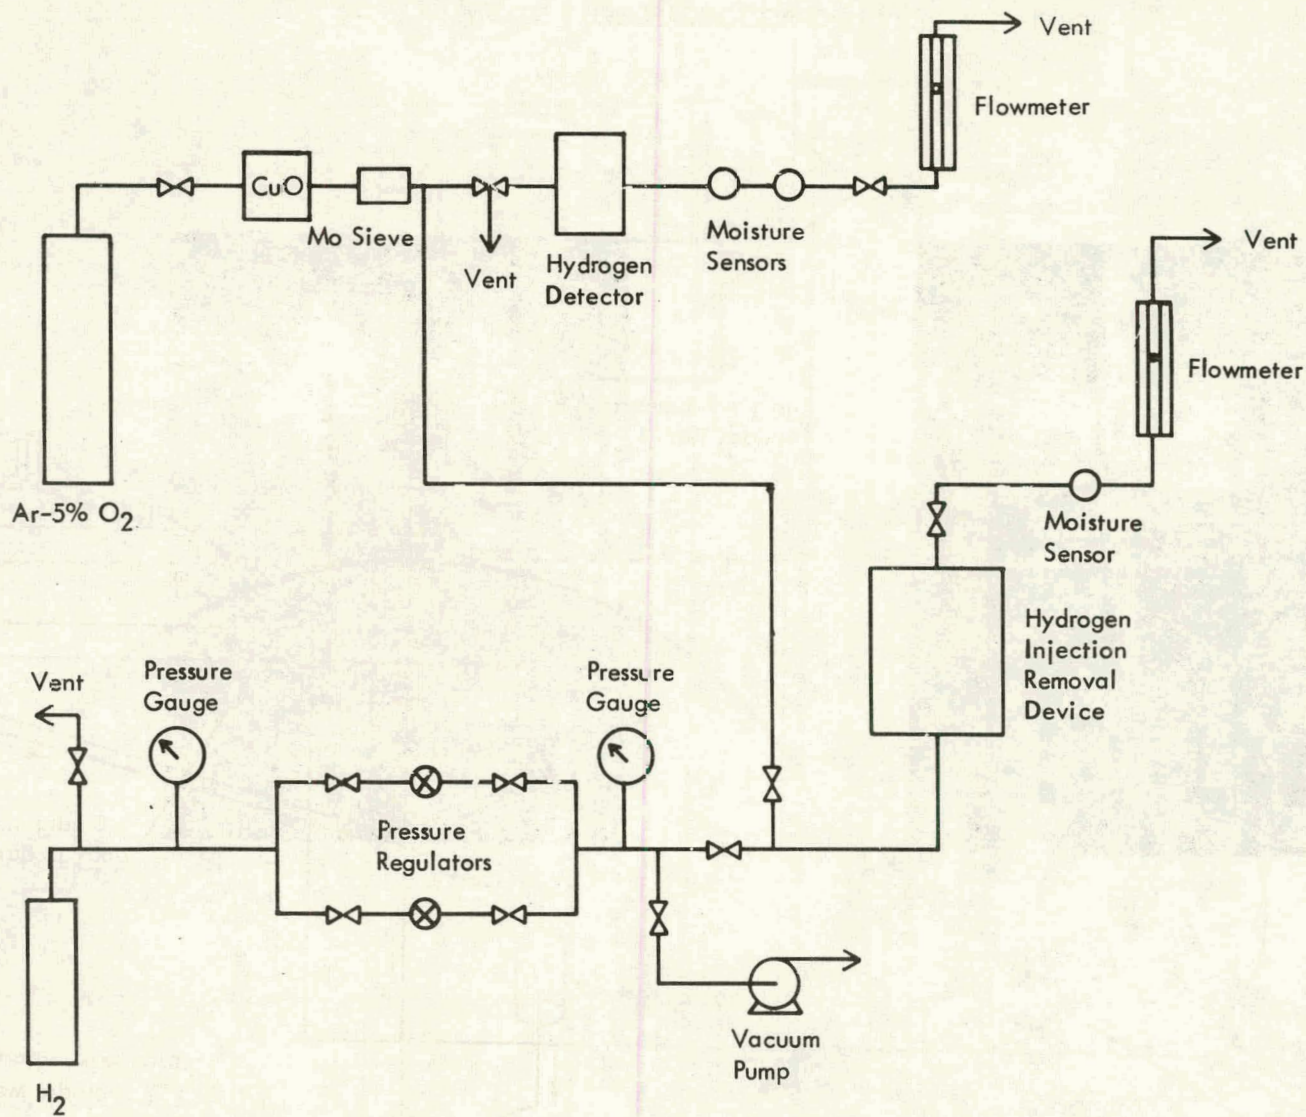 Vent
Flowmeter
CuO
Mo Sieve
Vent
Hydrogen
Detector
Moisture
Sensors
Vent
Flowmeter
Ar-5% O2
Moisture
Sensor
Hydrogen
Injection
Removal
Device
Vent
Pressure
Gauge
Pressure
Gauge
Pressure
Regulators
Vacuum
Pump
H2